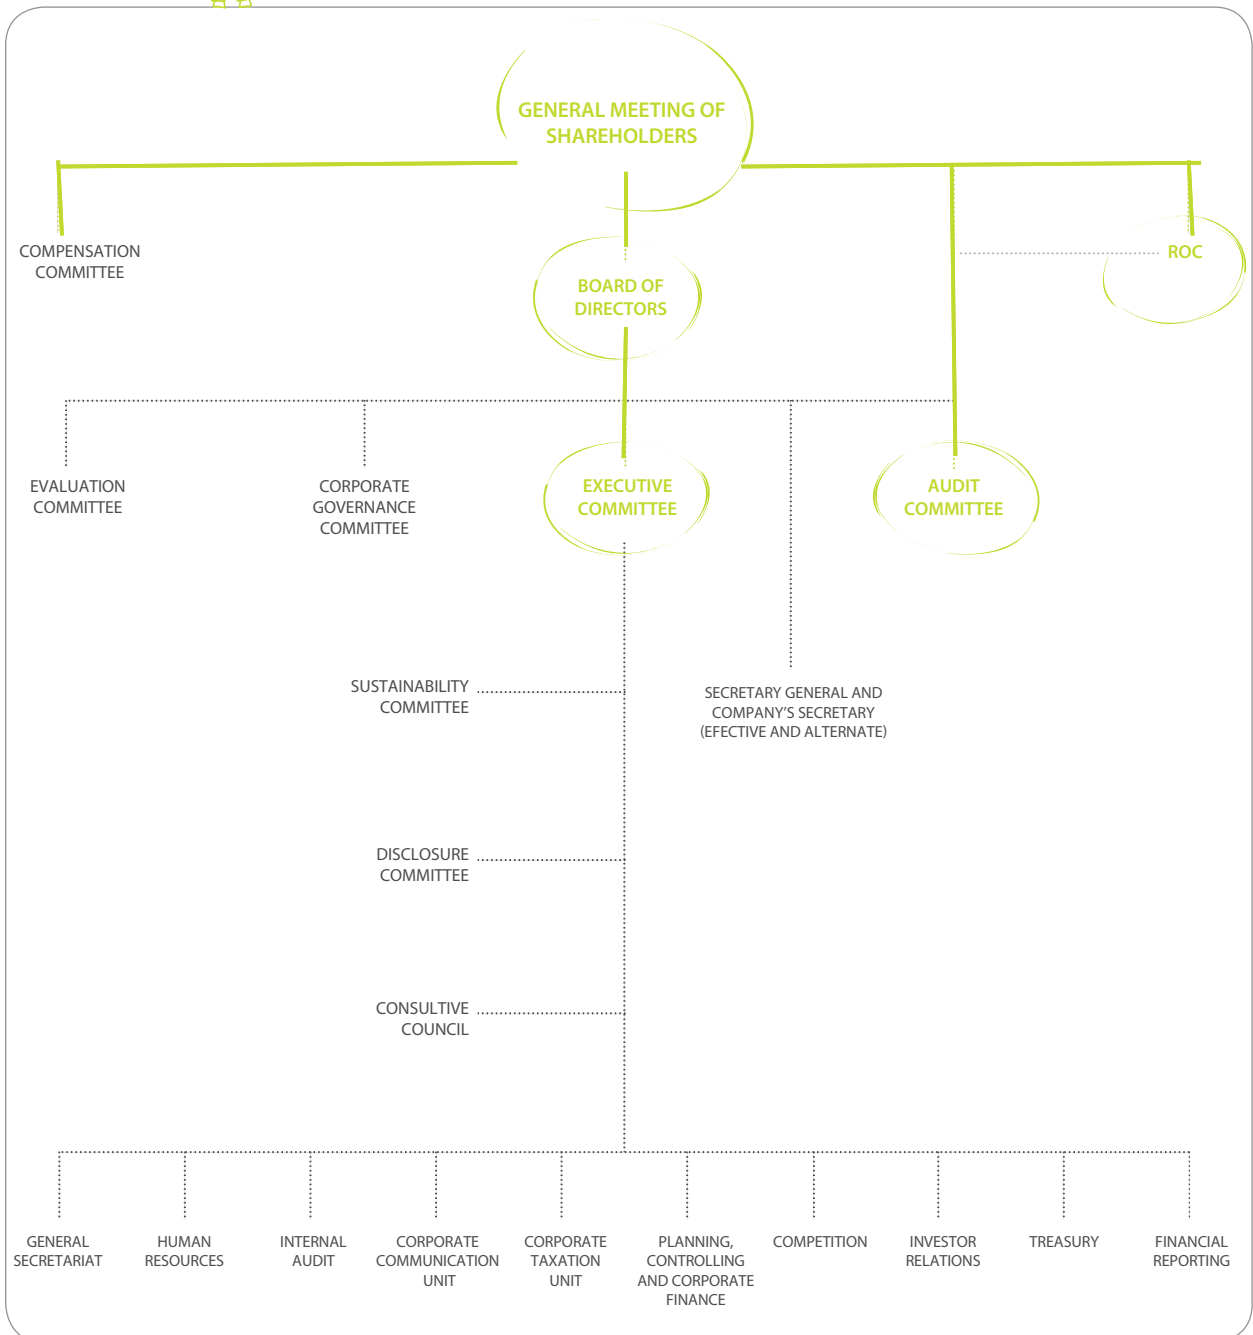 GENERAL MEETING OF
SHAREHOLDERS
COMPENSATION
COMMITTEE
ROC
BOARD OF
DIRECTORS
EVALUATION
COMMITTEE
CORPORATE
GOVERNANCE
COMMITTEE
EXECUTIVE
COMMITTEE
AUDIT
COMMITTEE
SUSTAINABILITY
COMMITTEE
SECRETARY GENERAL AND
COMPANY’S SECRETARY
(EFECTIVE AND ALTERNATE)
DISCLOSURE
COMMITTEE
CONSULTIVE
COUNCIL
GENERAL
SECRETARIAT
HUMAN
RESOURCES
INTERNAL
AUDIT
CORPORATE
COMMUNICATION
UNIT
CORPORATE
TAXATION
UNIT
PLANNING,
CONTROLLING
AND CORPORATE
FINANCE
COMPETITION
INVESTOR
RELATIONS
TREASURY
FINANCIAL
REPORTING